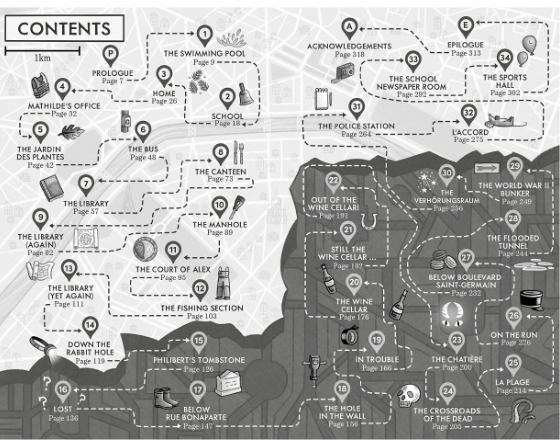 CONTENTS
1km
P
PROLOGUE
Page 7
1
THE SWIMMING POOL
Page 9
2
SCHOOL
Page 18
3
HOME
Page 26
4
MATHILDE'S OFFICE
Page 32
5
THE JARDIN
DES PLANTES
Page 42
6
THE BUS
Page 48
7
THE LIBRARY
Page 57
8
THE CANTEEN
Page 73
9
THE LIBRARY
(AGAIN)
Page 82
10
THE MANHOLE
Page 89
11
THE COURT OF ALEX
Page 95
12
THE FISHING SECTION
Page 103
13
THE LIBRARY
(YET AGAIN)
Page 111
14
DOWN THE
RABBIT HOLE
Page 119
15
PHILIBERT'S TOMBSTONE
Page 126
16
LOST
Page 136
? ? ?
17
BELOW
RUE BONAPARTE
Page 147
18
THE HOLE
IN THE WALL
Page 156
19
IN TROUBLE
Page 166
20
THE WINE
CELLAR
Page 176
21
STILL THE
WINE CELLAR ...
Page 182
22
OUT OF THE
WINE CELLAR!
Page 191
23
THE CHATIÈRE
Page 200
24
THE CROSSROADS
OF THE DEAD
Page 205
25
LA PLAGE
Page 214
26
ON THE RUN
Page 226
27
BELOW BOULEVARD
SAINT-GERMAIN
Page 232
28
THE FLOODED
TUNNEL
Page 244
29
THE WORLD WAR II
BUNKER
Page 249
30
THE
VERHÖRUNGSRAUM
Page 256
31
THE POLICE STATION
Page 264
32
L'ACCORD
Page 275
33
THE SCHOOL
NEWSPAPER ROOM
Page 292
34
THE SPORTS
HALL
Page 302
E
EPILOGUE
Page 313
A
ACKNOWLEDGEMENTS
Page 318